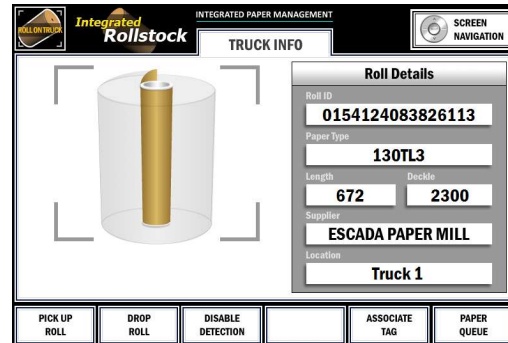 ROLL ON TRUCK
Integrated
Rollstock
INTEGRATED PAPER MANAGEMENT
TRUCK INFO
SCREEN
NAVIGATION
Roll Details
Roll ID
0154124083826113
Paper Type
130TL3
Length Deckle
672 2300
Supplier
ESCADA PAPER MILL
Location
Truck 1
PICK UP
ROLL
DROP
ROLL
DISABLE
DETECTION
ASSOCIATE
TAG
PAPER
QUEUE